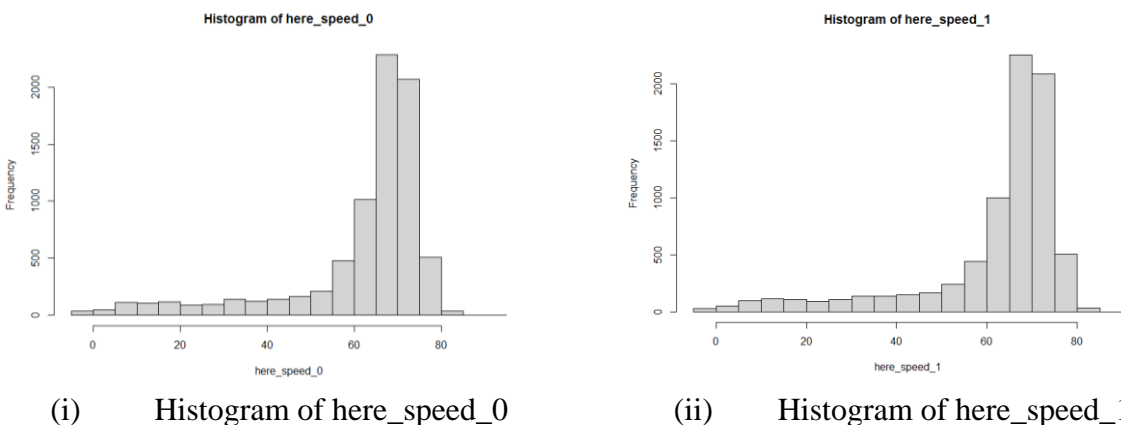 Histogram of here_speed_0
Frequency
0
500
1000
1500
2000
0 20 40 60 80
here_speed_0
(i) Histogram of here_speed_0
Histogram of here_speed_1
Frequency
0
500
1000
1500
2000
0 20 40 60 80
here_speed_1
(ii) Histogram of here_speed_1